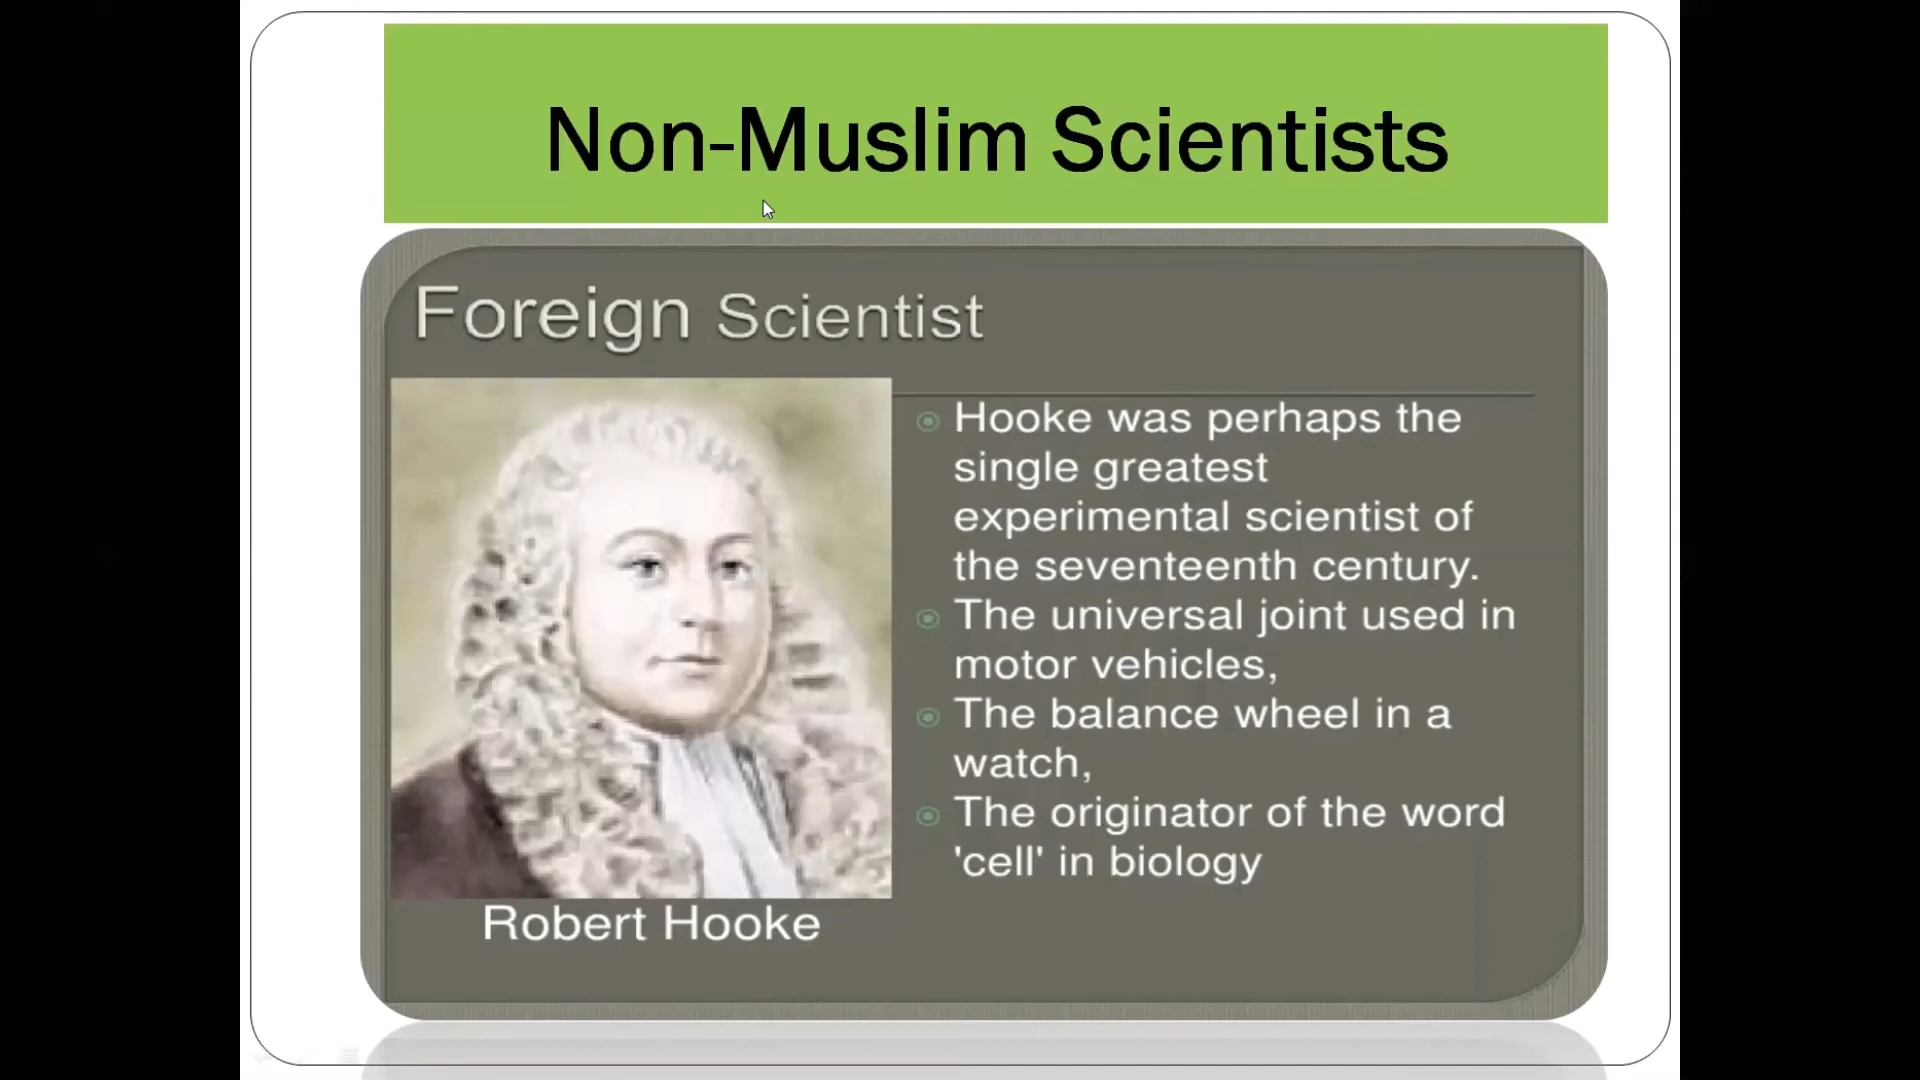 Non-Muslim Scientists
Foreign Scientist
Hooke was perhaps the
single greatest
experimental scientist of
the seventeenth century.
The universal joint used in
motor vehicles,
The balance wheel in a
watch,
The originator of the word
'cell' in biology
Robert Hooke